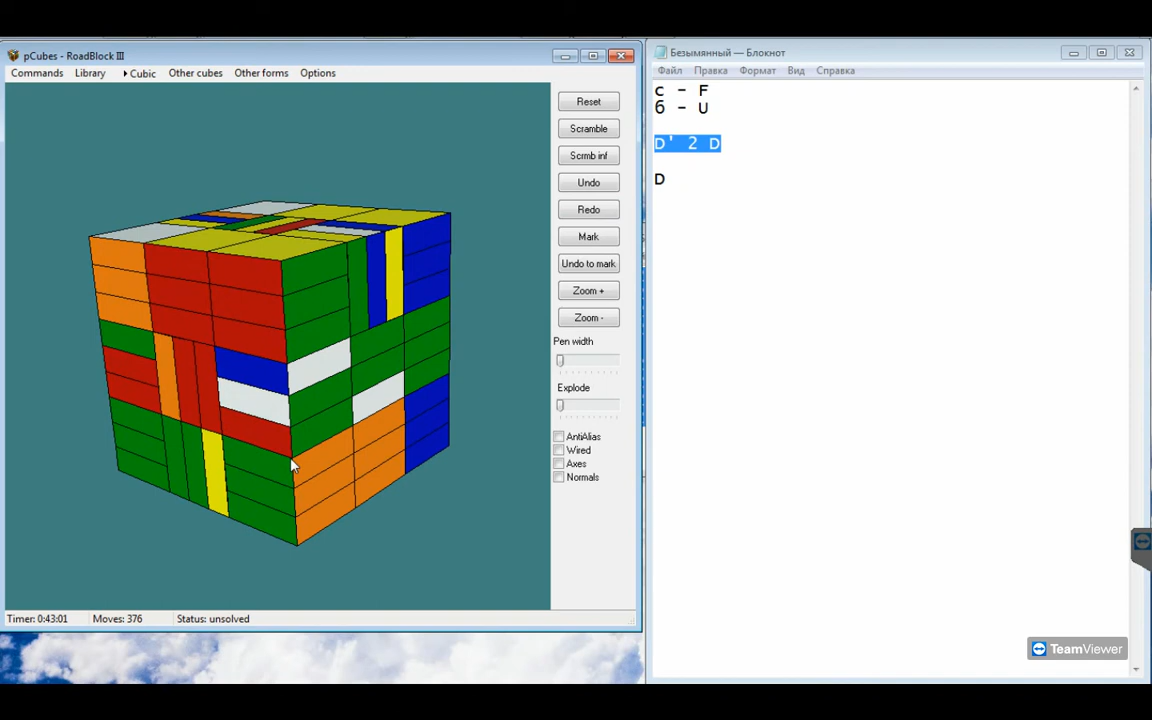 pCubes - RoadBlock III
Commands Library Cubic Other cubes Other forms Options
Reset
Scramble
Scrmb inf
Undo
Redo
Mark
Undo to mark
Zoom +
Zoom -
Pen width
Explode
AntiAlias
Wired
Axes
Normals
Timer: 0:43:01 Moves: 376 Status: unsolved
Безымянный — Блокнот
Файл Правка Формат Вид Справка
с - F
б - U
D' 2 D
D
TeamViewer